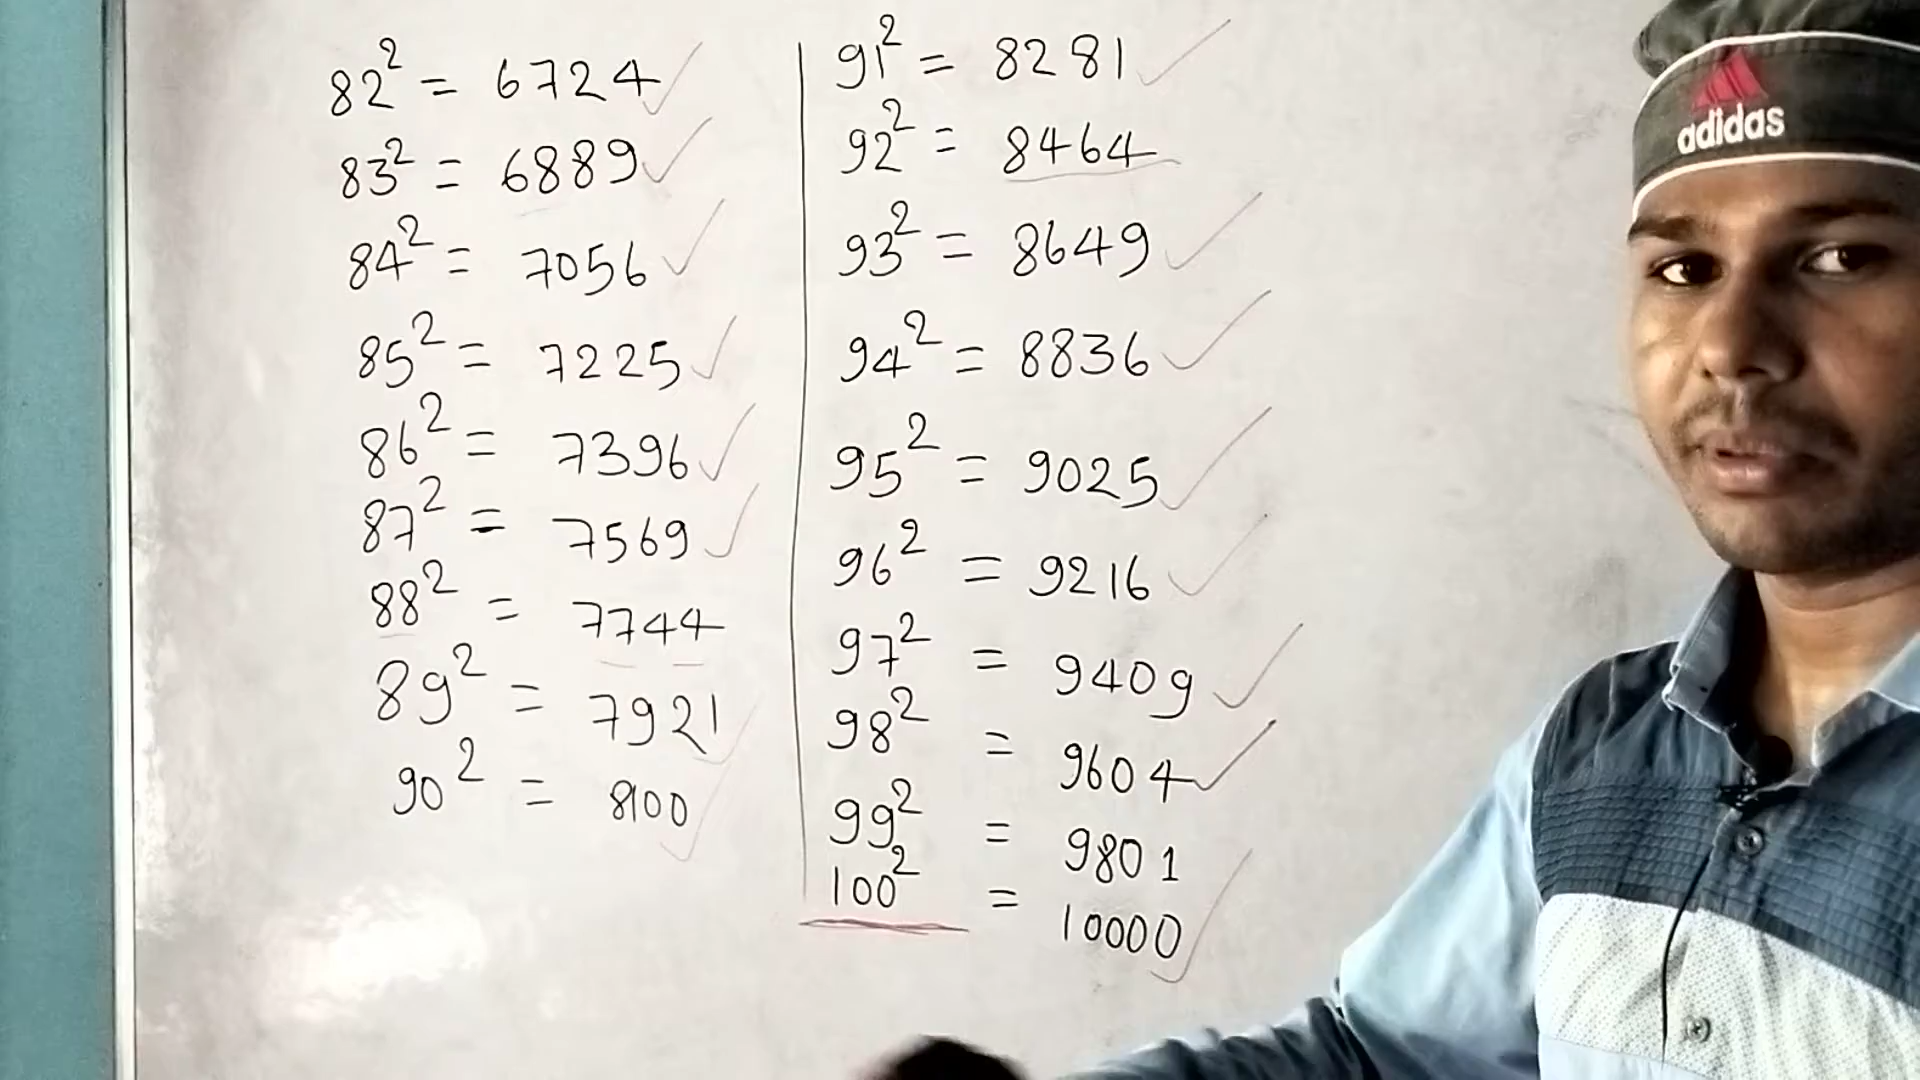 82² = 6724
83² = 6889
84² = 7056
85² = 7225
86² = 7396
87² = 7569
88² = 7744
89² = 7921
90² = 8100
91² = 8281
92² = 8464
93² = 8649
94² = 8836
95² = 9025
96² = 9216
97² = 9409
98² = 9604
99² = 9801
100² = 10000
adidas